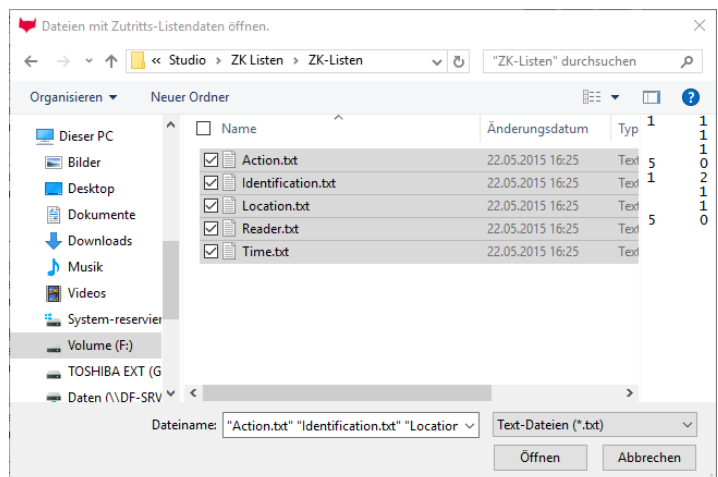 Dateien mit Zutritts-Listendaten öffnen.
« Studio > ZK Listen > ZK-Listen
"ZK-Listen" durchsuchen
Organisieren
Neuer Ordner
Name Änderungsdatum Typ
Action.txt 22.05.2015 16:25 Text
Identification.txt 22.05.2015 16:25 Text
Location.txt 22.05.2015 16:25 Text
Reader.txt 22.05.2015 16:25 Text
Time.txt 22.05.2015 16:25 Text
Dieser PC
Bilder
Desktop
Dokumente
Downloads
Musik
Videos
System-reservier
Volume (F:)
TOSHIBA EXT (G
Daten (\\DF-SRV
1 1
1
1
5 0
1 2
1
1
5 0
Dateiname: "Action.txt" "Identification.txt" "Location
Text-Dateien (*.txt)
Öffnen
Abbrechen